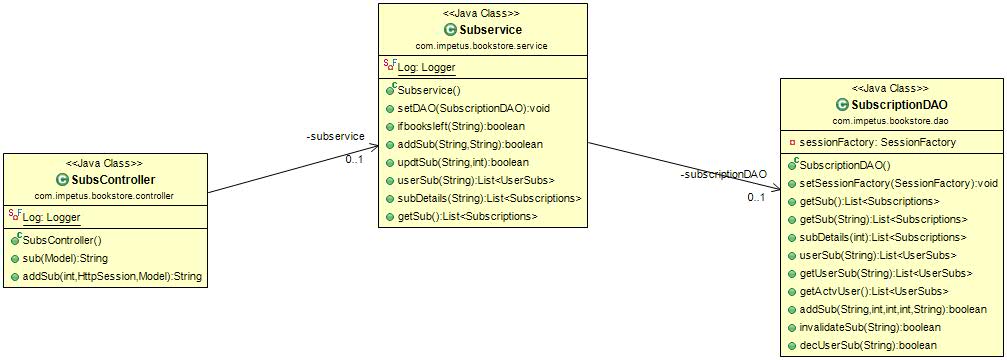 <<Java Class>>
SubsController
com.impetus.bookstore.controller
Log: Logger
SubsController()
sub(Model):String
addSub(int,HttpSession,Model):String
-subservice
0..1
<<Java Class>>
Subservice
com.impetus.bookstore.service
Log: Logger
Subservice()
setDAO(SubscriptionDAO):void
ifbooksleft(String):boolean
addSub(String,String):boolean
updtSub(String,int):boolean
userSub(String):List<UserSubs>
subDetails(String):List<Subscriptions>
getSub():List<Subscriptions>
-subscriptionDAO
0..1
<<Java Class>>
SubscriptionDAO
com.impetus.bookstore.dao
sessionFactory: SessionFactory
SubscriptionDAO()
setSessionFactory(SessionFactory):void
getSub():List<Subscriptions>
getSub(String):List<Subscriptions>
subDetails(int):List<Subscriptions>
userSub(String):List<UserSubs>
getUserSub(String):List<UserSubs>
getActvUser():List<UserSubs>
addSub(String,int,int,int,String):boolean
invalidateSub(String):boolean
decUserSub(String):boolean